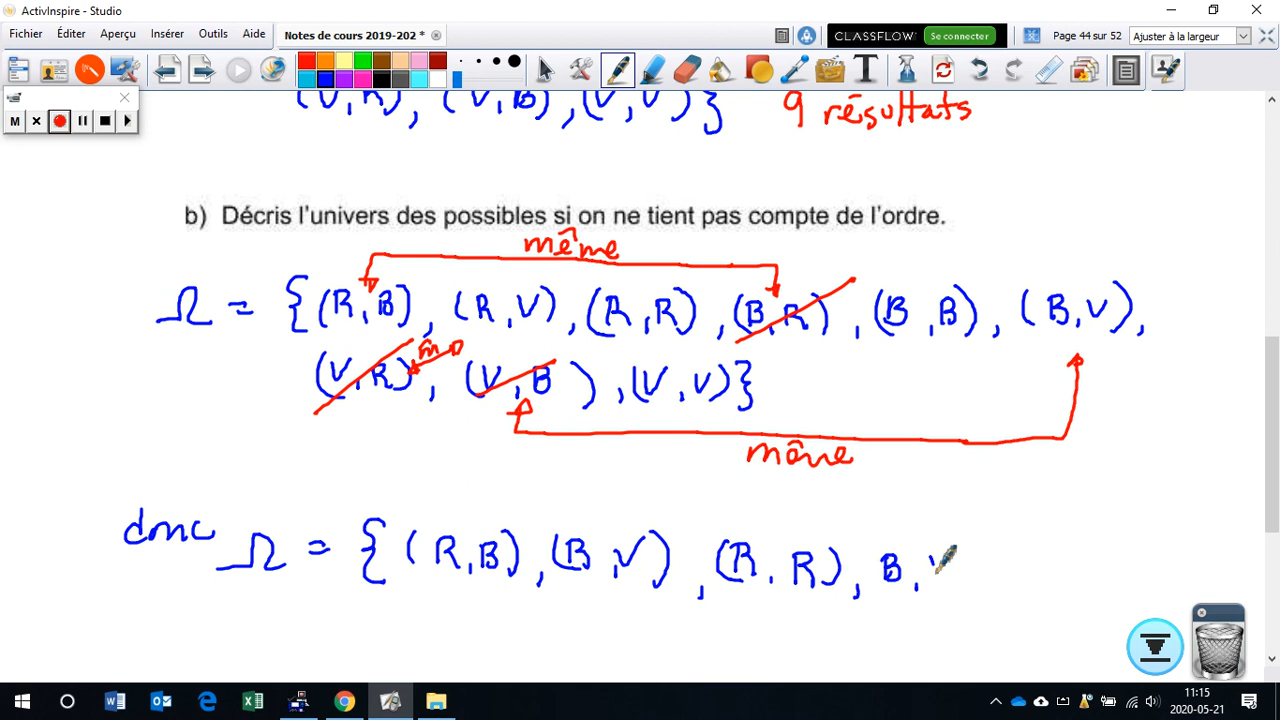 ActivInspire - Studio
Fichier Éditer Aperçu Insérer Outils Aide Notes de cours 2019-202 * CLASSFLOW Se connecter Page 44 sur 52 Ajuster à la largeur
M
(V,R), (V,B), (V,V)} 9 résultats
b) Décris l'univers des possibles si on ne tient pas compte de l'ordre.
même
Ω = {(R,B), (R,V), (R,R), (B,R), (B,B), (B,V),
m
(V,R), (V,B), (V,V)}
même
donc Ω = {(R,B), (B,V), (R,R), B,
11:15
2020-05-21